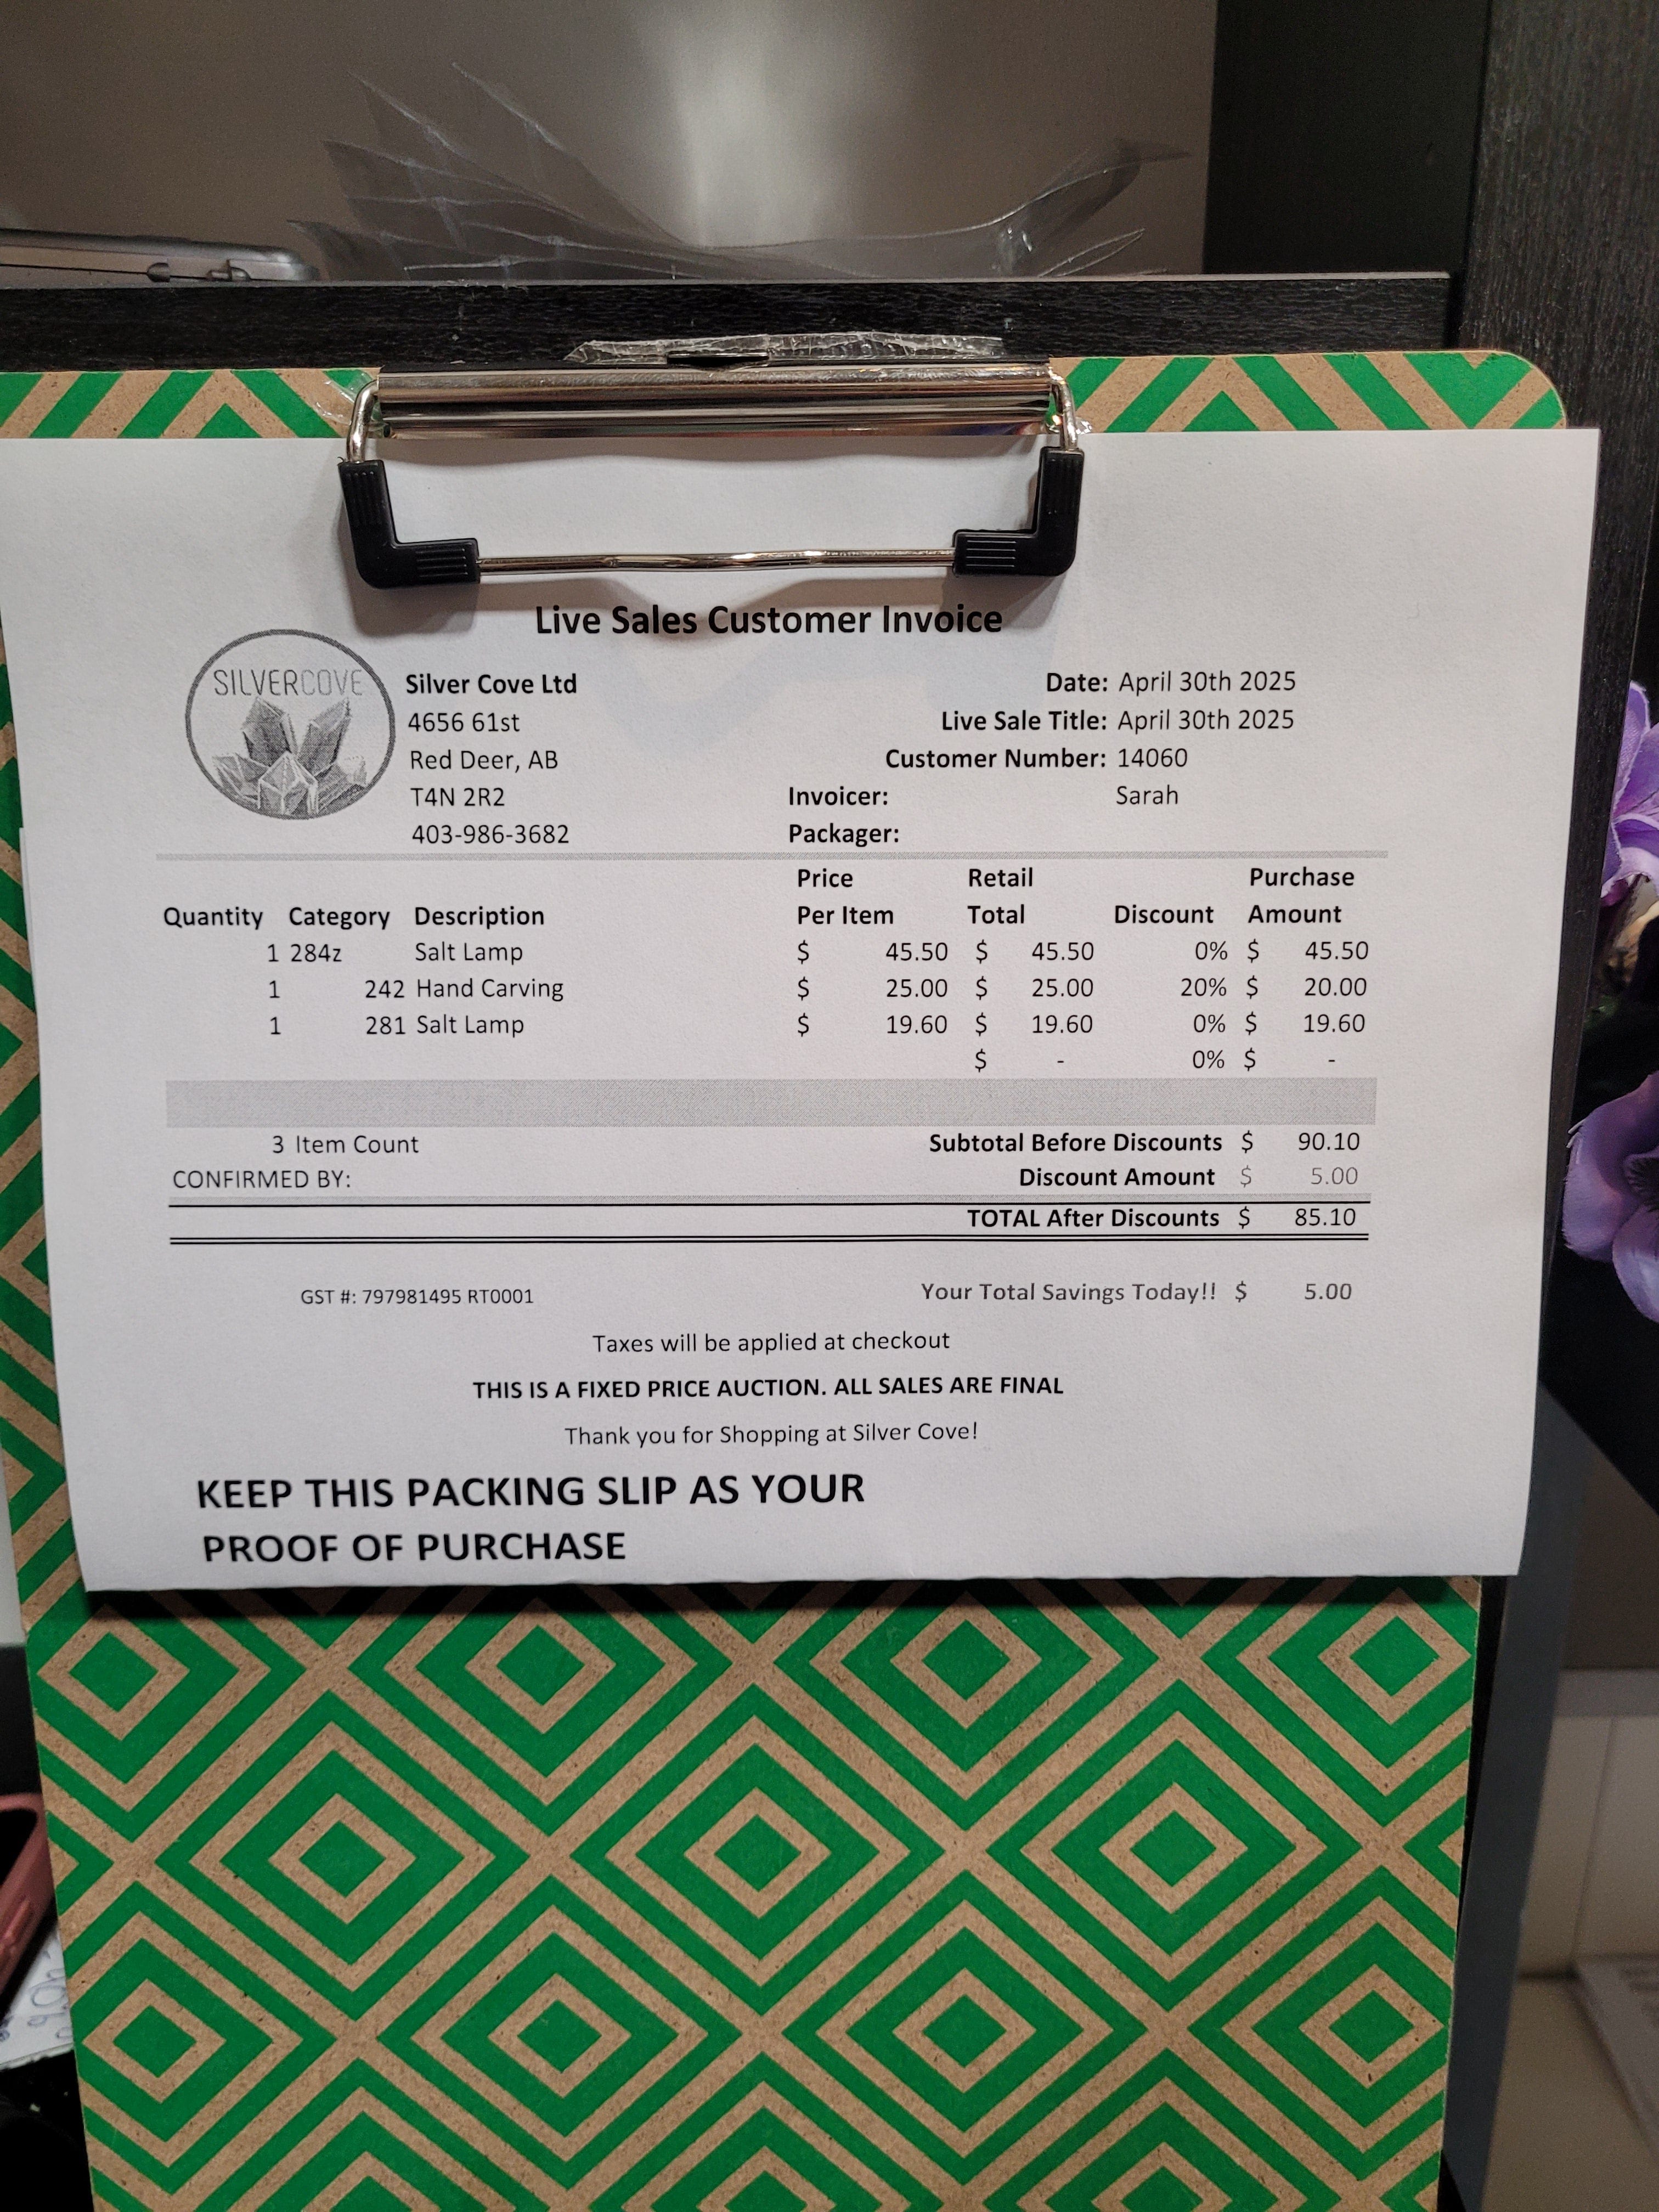 Live Sales Customer Invoice
SILVERCOVE
Silver Cove Ltd
4656 61st
Red Deer, AB
T4N 2R2
403-986-3682
Date: April 30th 2025
Live Sale Title: April 30th 2025
Customer Number: 14060
Invoicer: Sarah
Packager:
Quantity Category Description Price Per Item Retail Total Discount Purchase Amount
1 284z Salt Lamp $ 45.50 $ 45.50 0% $ 45.50
1 242 Hand Carving $ 25.00 $ 25.00 20% $ 20.00
1 281 Salt Lamp $ 19.60 $ 19.60 0% $ 19.60
$ - 0% $ -
3 Item Count Subtotal Before Discounts $ 90.10
CONFIRMED BY: Discount Amount $ 5.00
TOTAL After Discounts $ 85.10
GST #: 797981495 RT0001 Your Total Savings Today!! $ 5.00
Taxes will be applied at checkout
THIS IS A FIXED PRICE AUCTION. ALL SALES ARE FINAL
Thank you for Shopping at Silver Cove!
KEEP THIS PACKING SLIP AS YOUR
PROOF OF PURCHASE